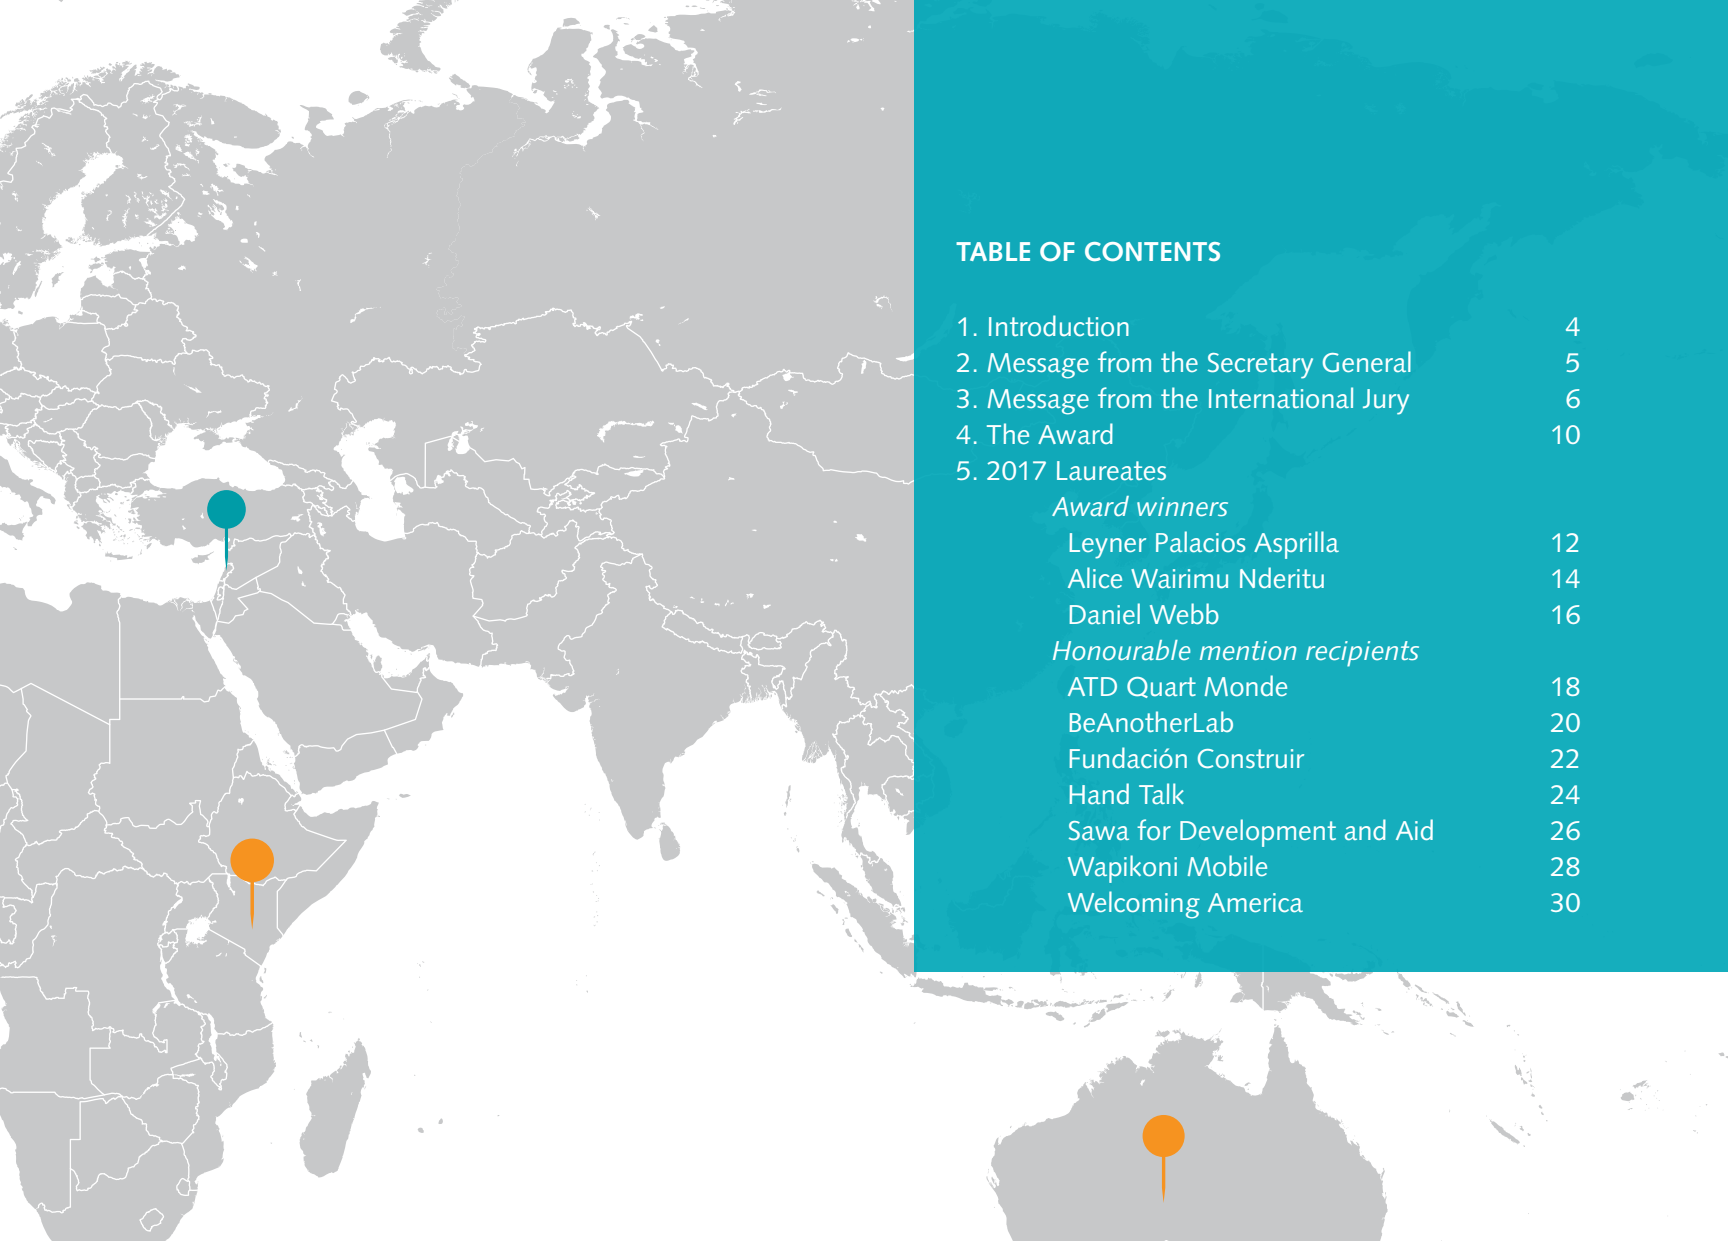 TABLE OF CONTENTS
1. Introduction 4
2. Message from the Secretary General 5
3. Message from the International Jury 6
4. The Award 10
5. 2017 Laureates
Award winners
Leyner Palacios Asprilla 12
Alice Wairimu Nderitu 14
Daniel Webb 16
Honourable mention recipients
ATD Quart Monde 18
BeAnotherLab 20
Fundación Construir 22
Hand Talk 24
Sawa for Development and Aid 26
Wapikoni Mobile 28
Welcoming America 30